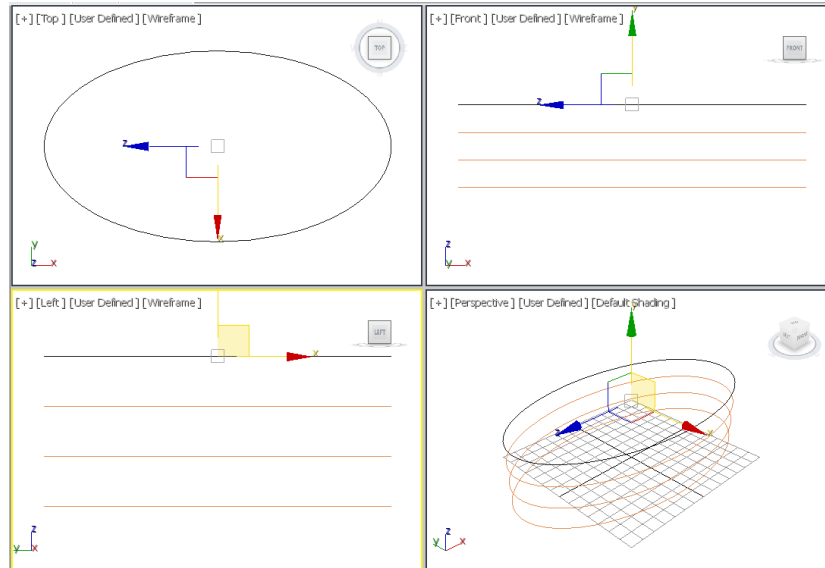 [+] [Top] [User Defined] [Wireframe]
TOP
z
x
y
z x
[+] [Front] [User Defined] [Wireframe]
FRONT
y
z
z
y x
[+] [Left] [User Defined] [Wireframe]
LEFT
x
z
y x
[+] [Perspective] [User Defined] [Default Shading]
y
z
x
z
y x